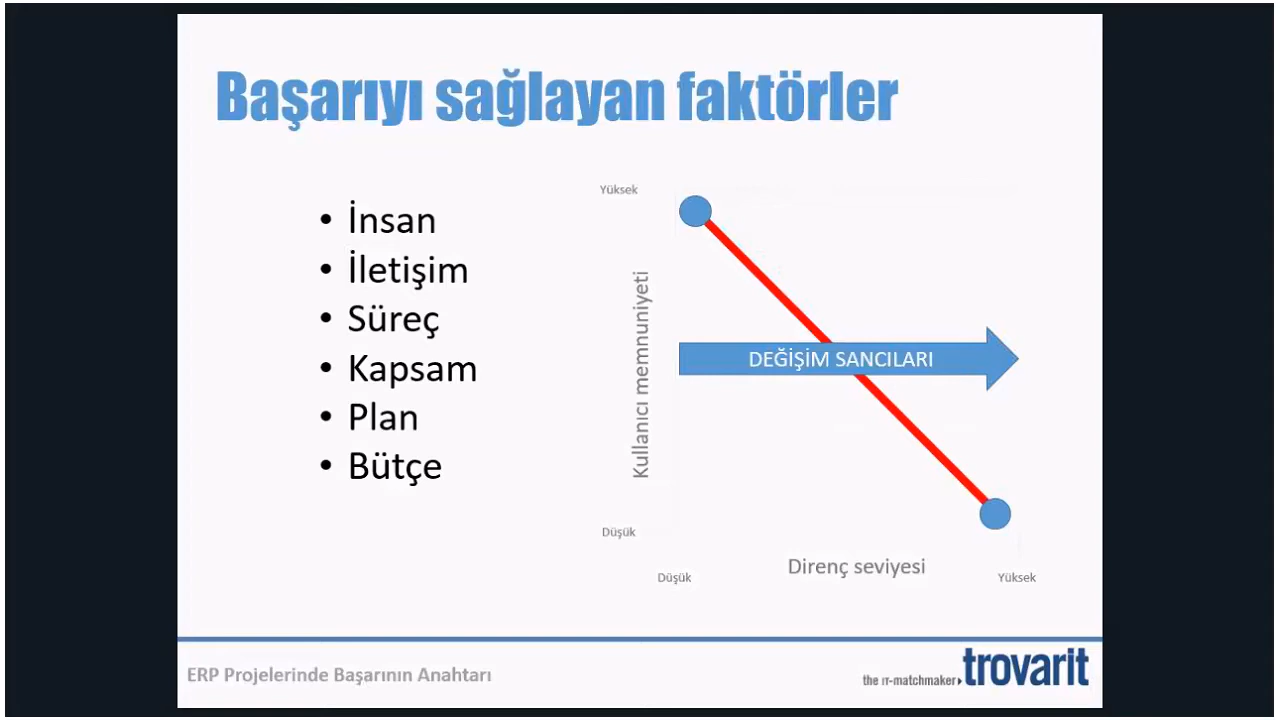 Başarıyı sağlayan faktörler
• İnsan
• İletişim
• Süreç
• Kapsam
• Plan
• Bütçe
Yüksek
Kullanıcı memnuniyeti
DEĞİŞİM SANCILARI
Düşük
Direnç seviyesi
Düşük
Yüksek
ERP Projelerinde Başarının Anahtarı
the IT-MATCHMAKER trovarit